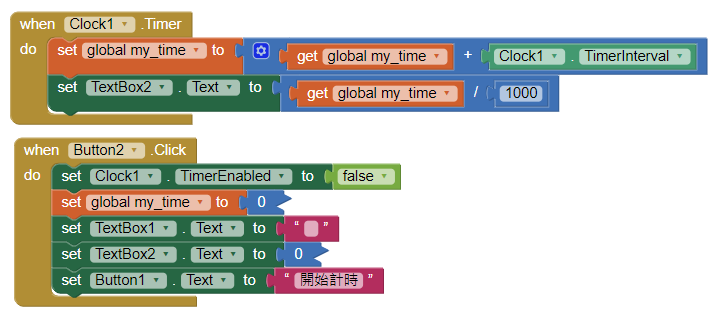 when Clock1 .Timer
do set global my_time to get global my_time + Clock1 . TimerInterval
set TextBox2 . Text to get global my_time / 1000
when Button2 .Click
do set Clock1 . TimerEnabled to false
set global my_time to 0
set TextBox1 . Text to “ ”
set TextBox2 . Text to 0
set Button1 . Text to “ 開始計時 ”